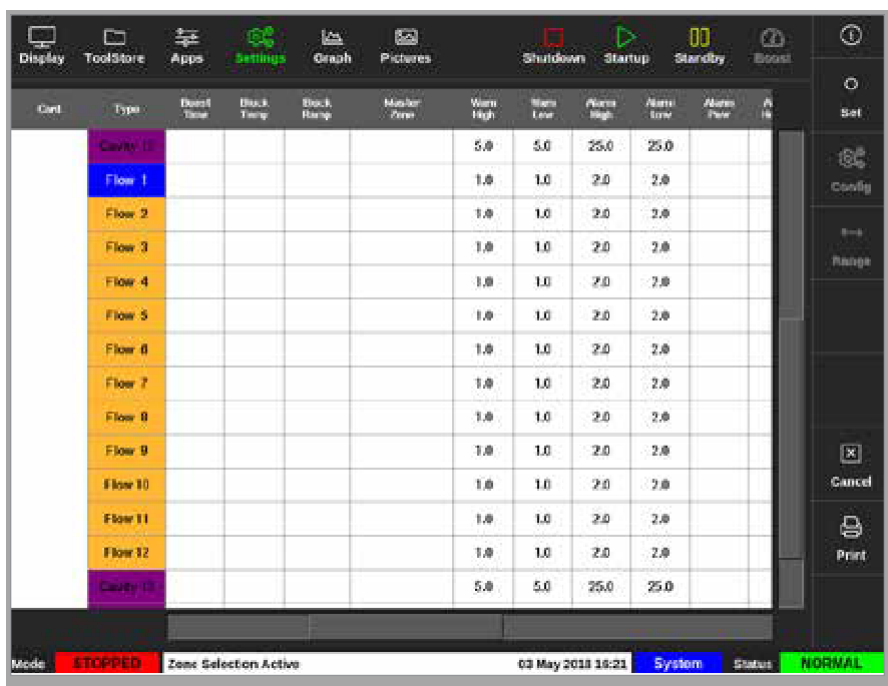 Display ToolStore Apps Settings Graph Pictures Shutdown Startup Standby Boost
Card Type Boost Time Block Temp Block Ramp Master Zone Warn High Warn Low Alarm High Alarm Low Alarm Pwr
Cavity 5.0 5.0 25.0 25.0
Flow 1 1.0 1.0 2.0 2.0
Flow 2 1.0 1.0 2.0 2.0
Flow 3 1.0 1.0 2.0 2.0
Flow 4 1.0 1.0 2.0 2.0
Flow 5 1.0 1.0 2.0 2.0
Flow 6 1.0 1.0 2.0 2.0
Flow 7 1.0 1.0 2.0 2.0
Flow 8 1.0 1.0 2.0 2.0
Flow 9 1.0 1.0 2.0 2.0
Flow 10 1.0 1.0 2.0 2.0
Flow 11 1.0 1.0 2.0 2.0
Flow 12 1.0 1.0 2.0 2.0
Cavity 5.0 5.0 25.0 25.0
Set
Config
Range
Cancel
Print
Mode STOPPED Zone Selection Active 03 May 2018 16:21 System Status NORMAL